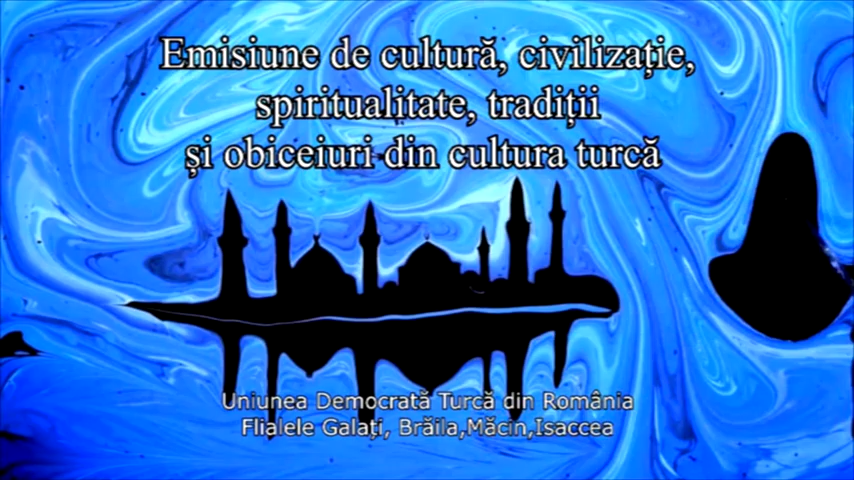 Emisiune de cultură, civilizație,
spiritualitate, tradiții
și obiceiuri din cultura turcă
Uniunea Democrată Turcă din România
Flialele Galați, Brăila,Măcin,Isaccea